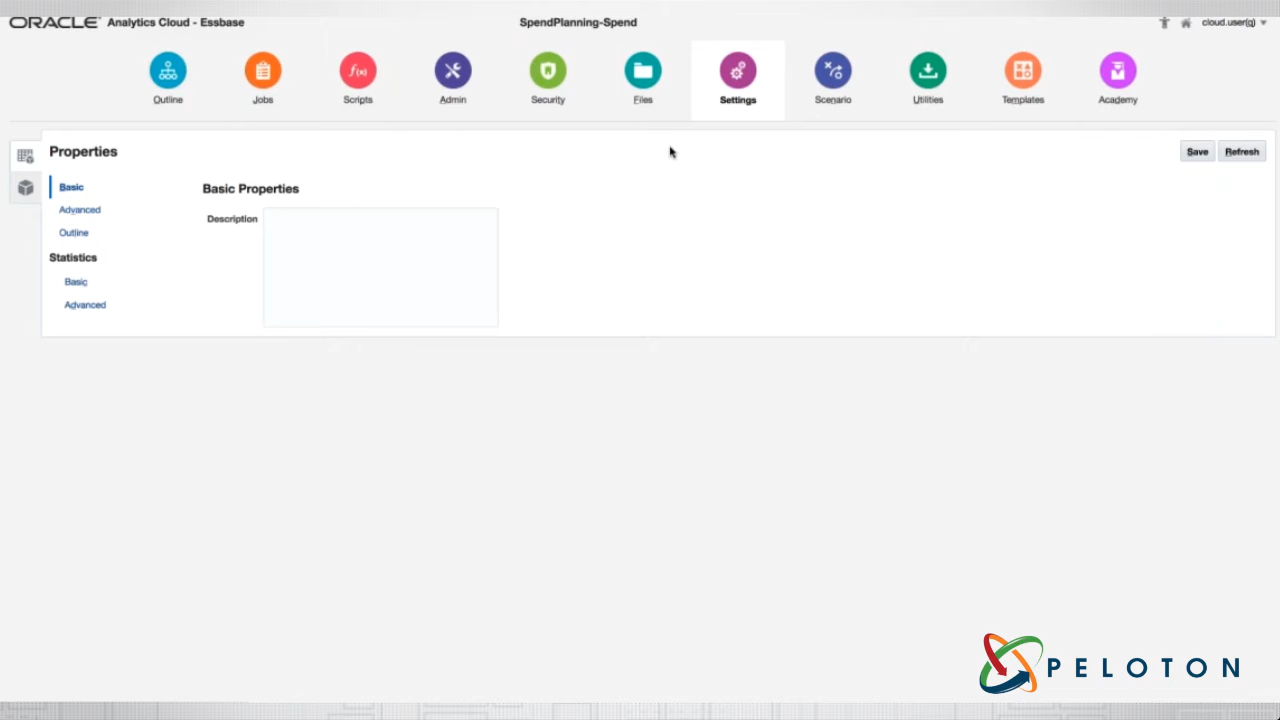 ORACLE Analytics Cloud - Essbase
SpendPlanning-Spend
cloud.user(q)
Outline
Jobs
f(x)
Scripts
Admin
Security
Files
Settings
Scenario
Utilities
Templates
Academy
Properties
Save
Refresh
Basic
Advanced
Outline
Statistics
Basic
Advanced
Basic Properties
Description
PELOTON